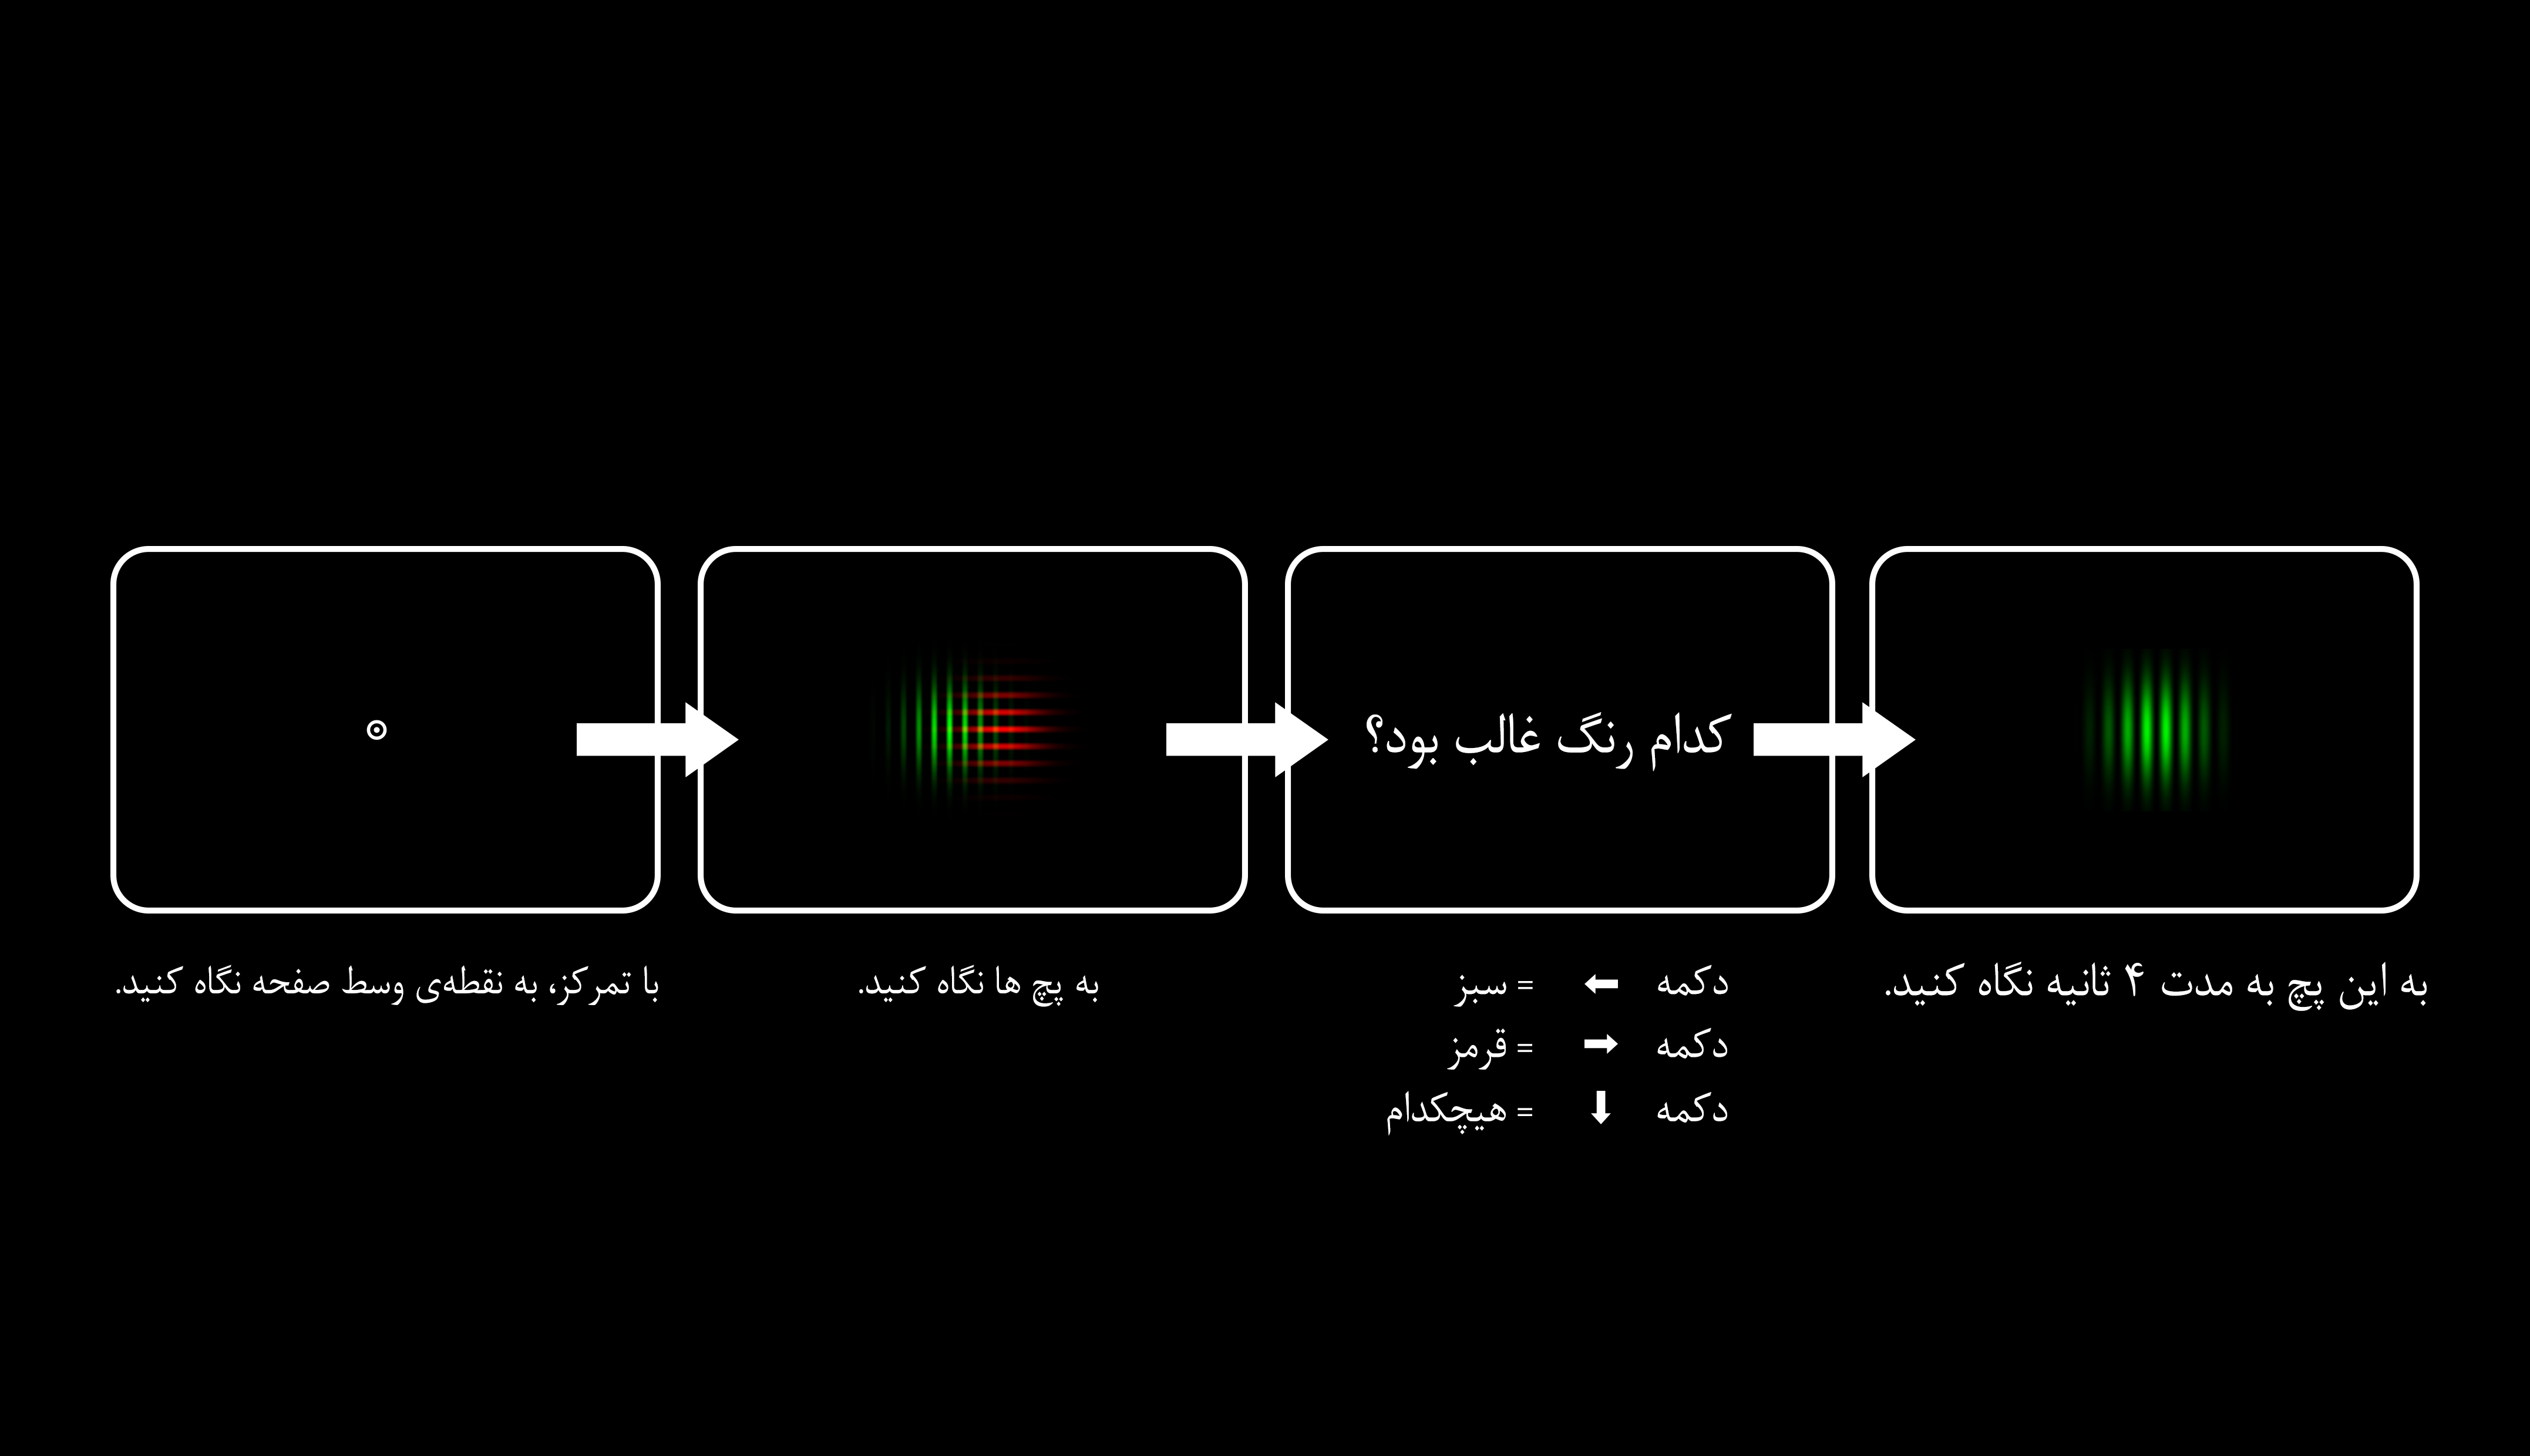 کدام رنگ غالب بود؟
با تمرکز، به نقطه‌ی وسط صفحه نگاه کنید.
به پچ ها نگاه کنید.
دکمه ← = سبز
دکمه → = قرمز
دکمه ↓ = هیچکدام
به این پچ به مدت ۴ ثانیه نگاه کنید.